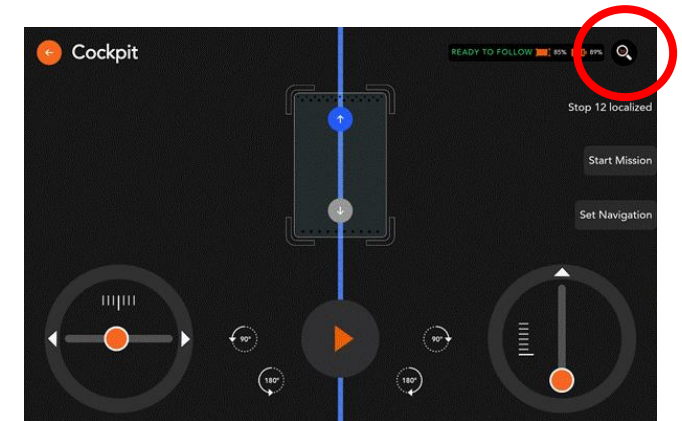 Cockpit
READY TO FOLLOW 85% 89%
Stop 12 localized
Start Mission
Set Navigation
90° 90°
180° 180°